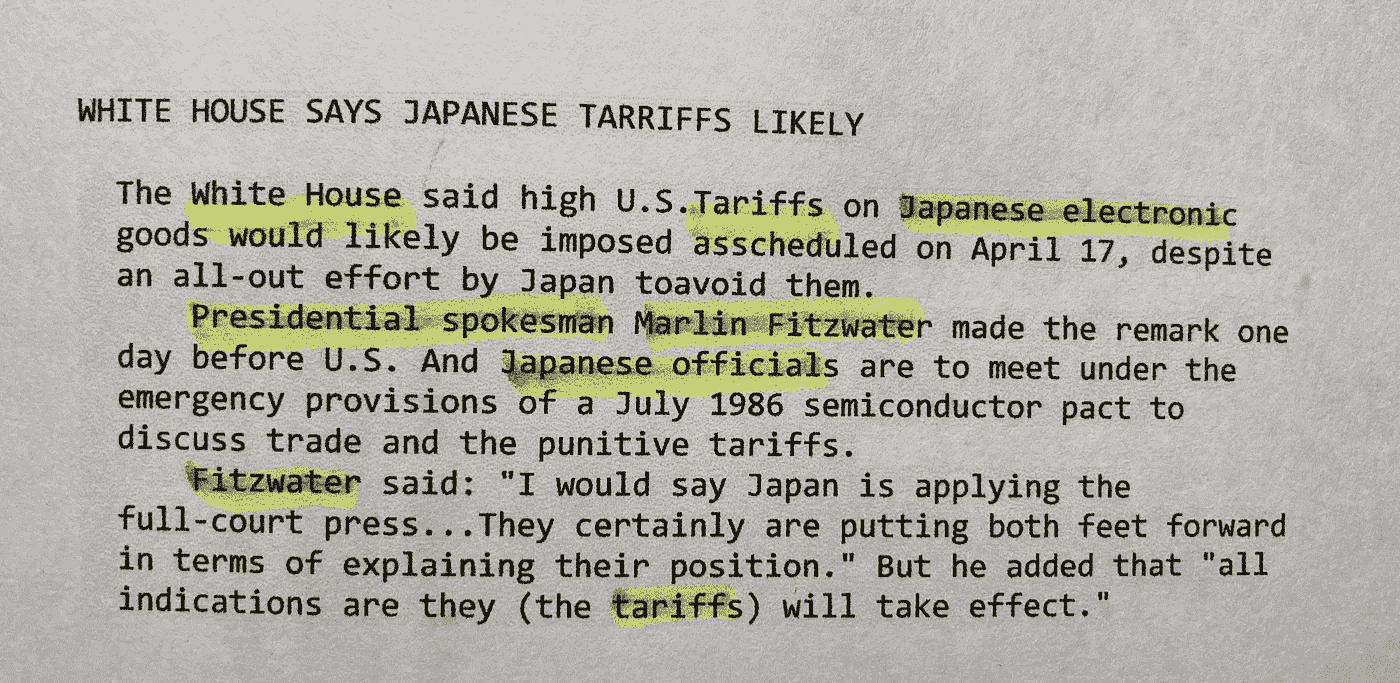 WHITE HOUSE SAYS JAPANESE TARRIFFS LIKELY
The White House said high U.S.Tariffs on Japanese electronic
goods would likely be imposed asscheduled on April 17, despite
an all-out effort by Japan toavoid them.
Presidential spokesman Marlin Fitzwater made the remark one
day before U.S. And Japanese officials are to meet under the
emergency provisions of a July 1986 semiconductor pact to
discuss trade and the punitive tariffs.
Fitzwater said: "I would say Japan is applying the
full-court press...They certainly are putting both feet forward
in terms of explaining their position." But he added that "all
indications are they (the tariffs) will take effect."